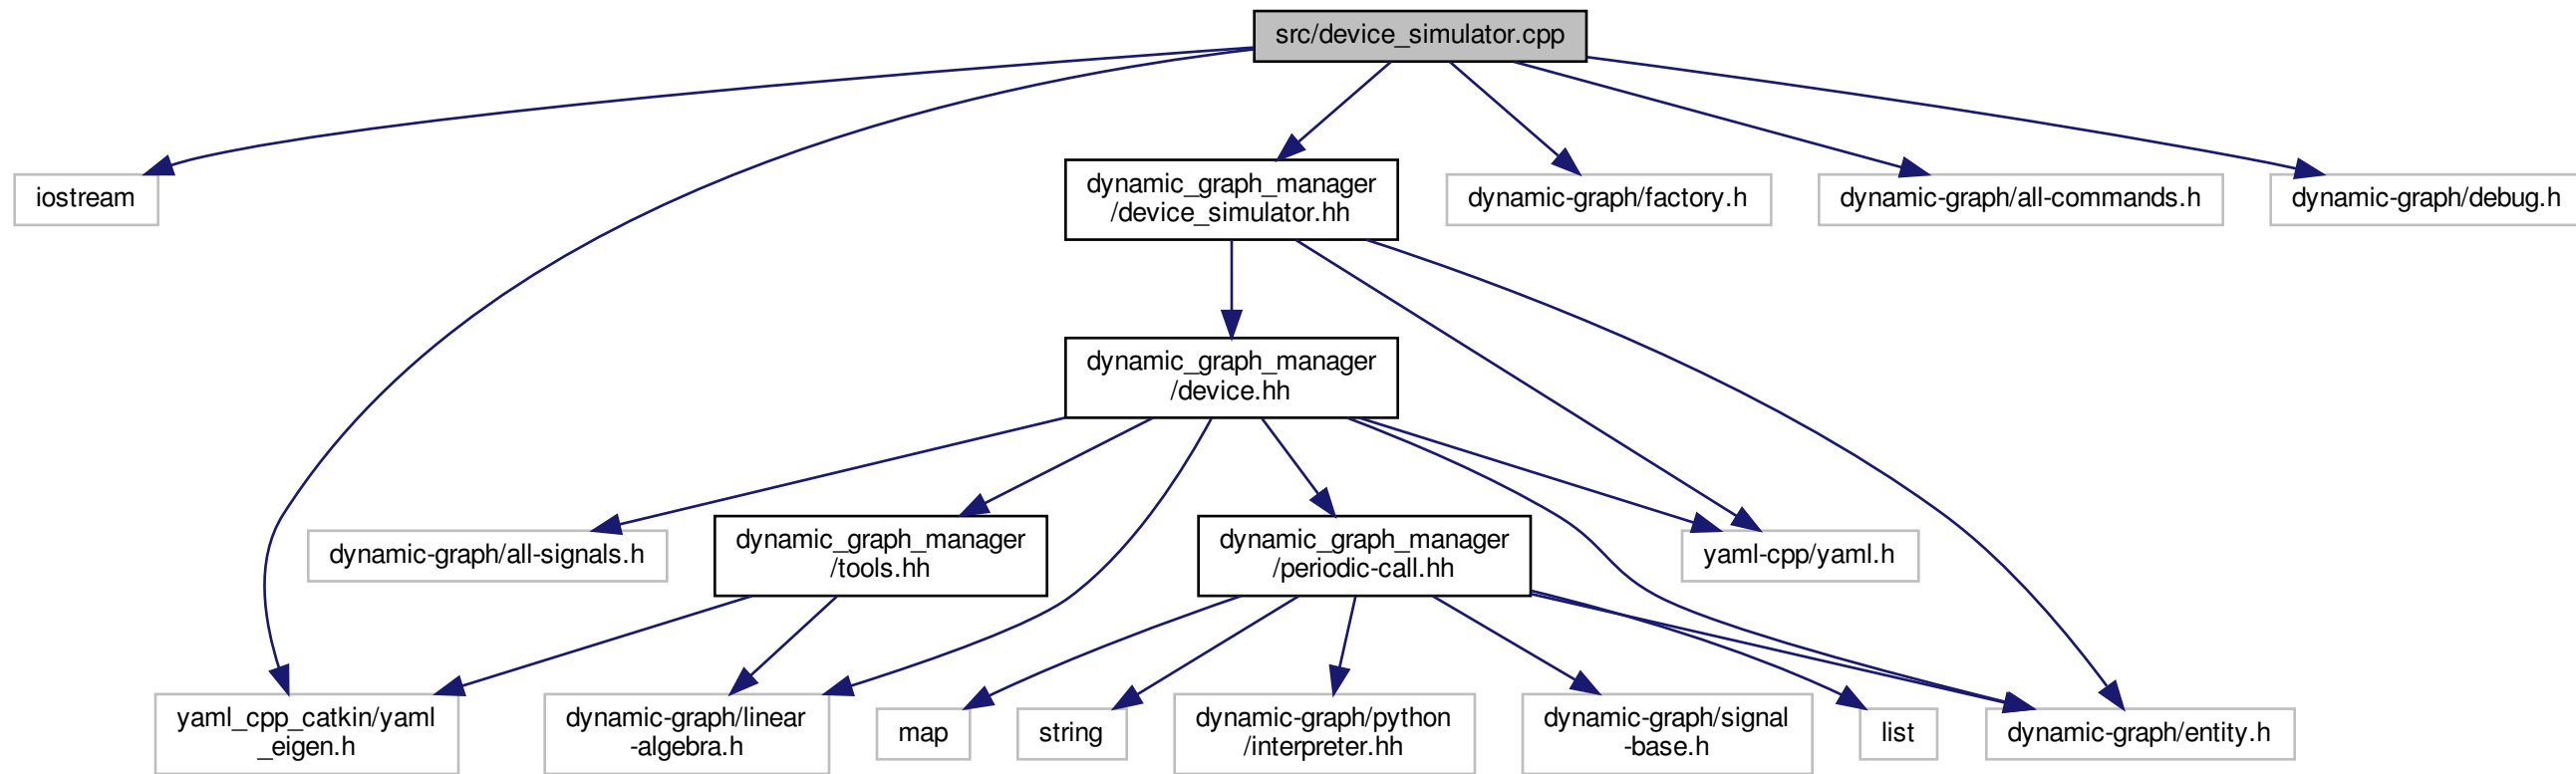 src/device_simulator.cpp
iostream
dynamic_graph_manager
/device_simulator.hh
dynamic-graph/factory.h
dynamic-graph/all-commands.h
dynamic-graph/debug.h
dynamic_graph_manager
/device.hh
dynamic-graph/all-signals.h
dynamic_graph_manager
/tools.hh
dynamic_graph_manager
/periodic-call.hh
yaml-cpp/yaml.h
yaml_cpp_catkin/yaml
_eigen.h
dynamic-graph/linear
-algebra.h
map
string
dynamic-graph/python
/interpreter.hh
dynamic-graph/signal
-base.h
list
dynamic-graph/entity.h